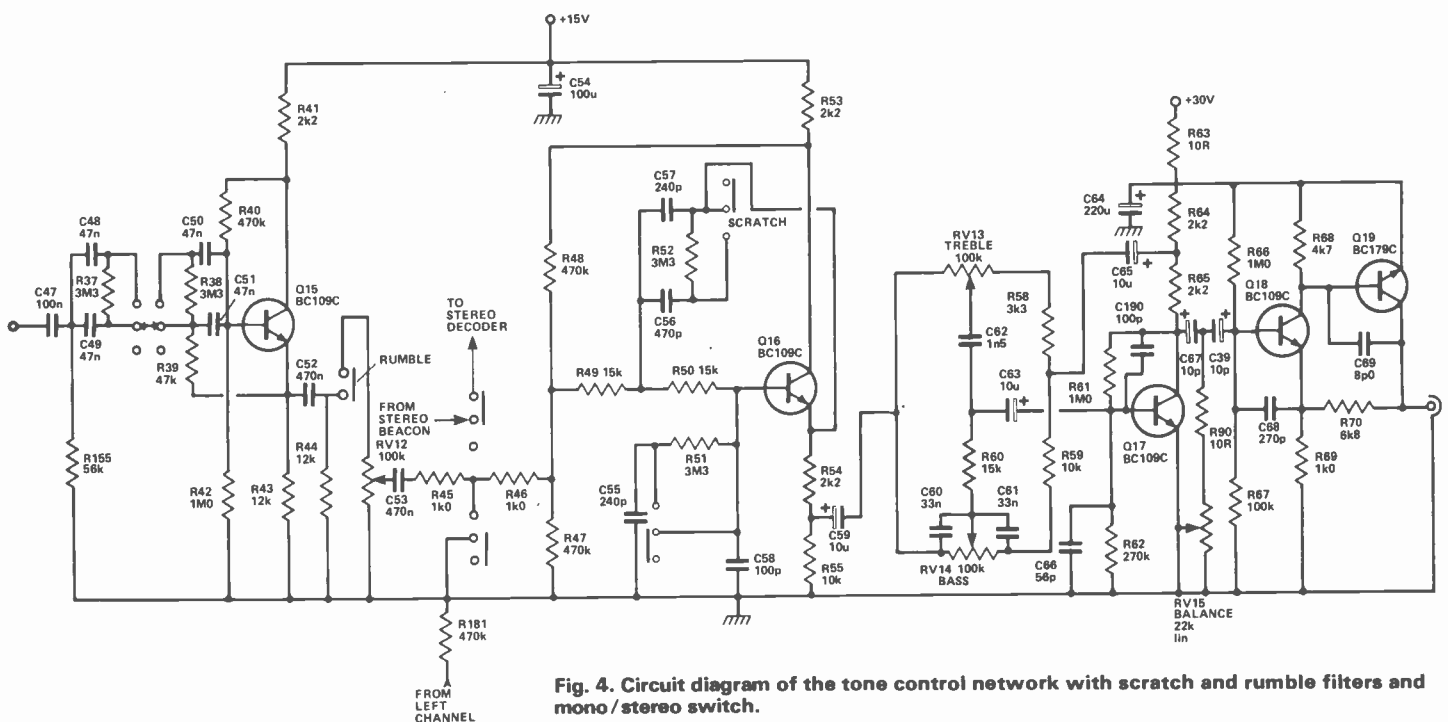 +15V
C54
100u
R41
2k2
R53
2k2
+30V
R63
10R
C57
240p
SCRATCH
R52
3M3
C56
470p
C48
47n
C50
47n
R40
470k
R37
3M3
R38
3M3
C51
47n
C47
100n
C49
47n
R39
47k
Q15
BC109C
C52
470n
RUMBLE
R48
470k
TO
STEREO
DECODER
FROM
STEREO
BEACON
RV12
100k
R155
56k
R42
1M0
R43
12k
R44
12k
C53
470n
R45
1k0
R46
1k0
R47
470k
R49 15k
R50 15k
Q16
BC109C
R51
3M3
C55
240p
C58
100p
R54
2k2
C59
10u
R55
10k
RV13
TREBLE
100k
C62
1n5
R58
3k3
C63
10u
R60
15k
R59
10k
C60
33n
C61
33n
RV14 100k
BASS
C64
220u
C65
10u
R64
2k2
R65
2k2
C190
100p
R61
1M0
Q17
BC109C
C66
56p
R62
270k
C67
10p
C39
10p
R90
10R
RV15
BALANCE
22k
lin
R66
1M0
R68
4k7
Q18
BC109C
Q19
BC179C
C69
8p0
C68
270p
R70
6k8
R67
100k
R69
1k0
R181
470k
FROM
LEFT
CHANNEL
Fig. 4. Circuit diagram of the tone control network with scratch and rumble filters and
mono/stereo switch.